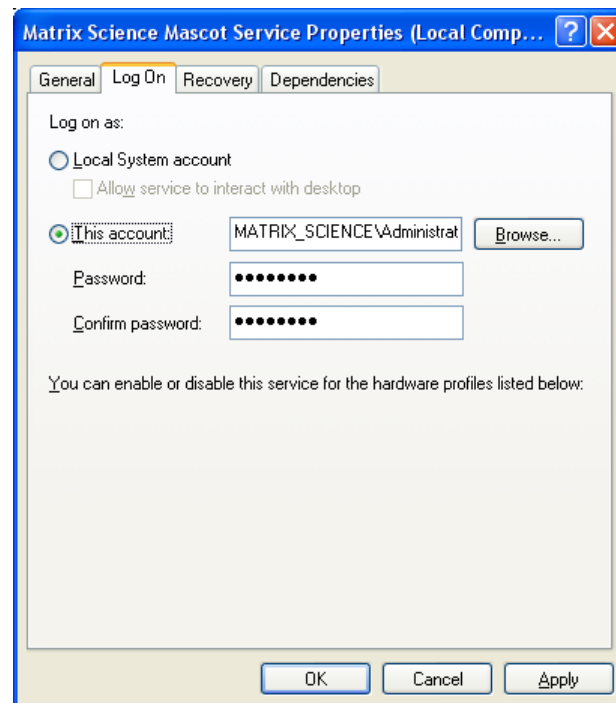 Matrix Science Mascot Service Properties (Local Comp...
General Log On Recovery Dependencies
Log on as:
Local System account
Allow service to interact with desktop
This account: MATRIX_SCIENCE\Administrat Browse...
Password: ●●●●●●●●
Confirm password: ●●●●●●●●
You can enable or disable this service for the hardware profiles listed below:
OK Cancel Apply